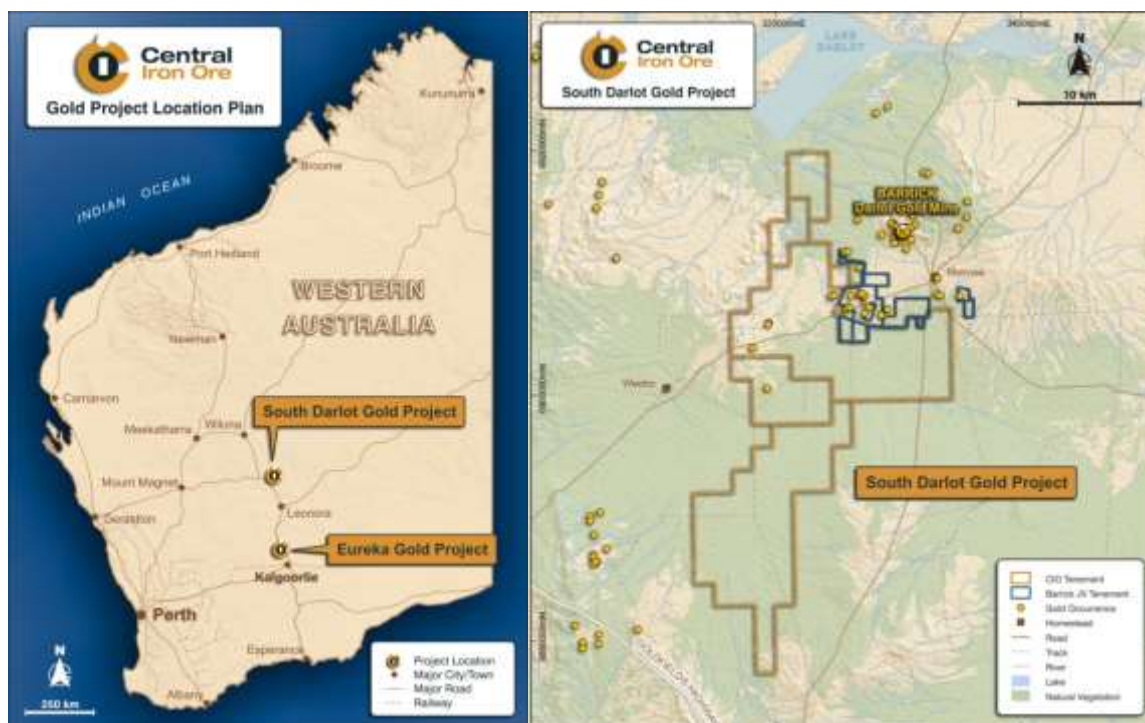 Central
Iron Ore
Gold Project Location Plan
Kununurra
Broome
INDIAN OCEAN
Port Hedland
WESTERN
AUSTRALIA
Newman
Carnarvon
South Darlot Gold Project
Meekatharra
Wiluna
Mount Magnet
Geraldton
Leonora
Eureka Gold Project
Kalgoorlie
Perth
Esperance
Albany
N
250 km
Project Location
Major City/Town
Major Road
Railway
Central
Iron Ore
South Darlot Gold Project
LAKE
DARLOT
N
10 km
BARRICK
Darlot Gold Mine
Weebo
South Darlot Gold Project
CIO Tenement
Barrick JV Tenement
Gold Occurrence
Homestead
Road
Track
River
Lake
Natural Vegetation